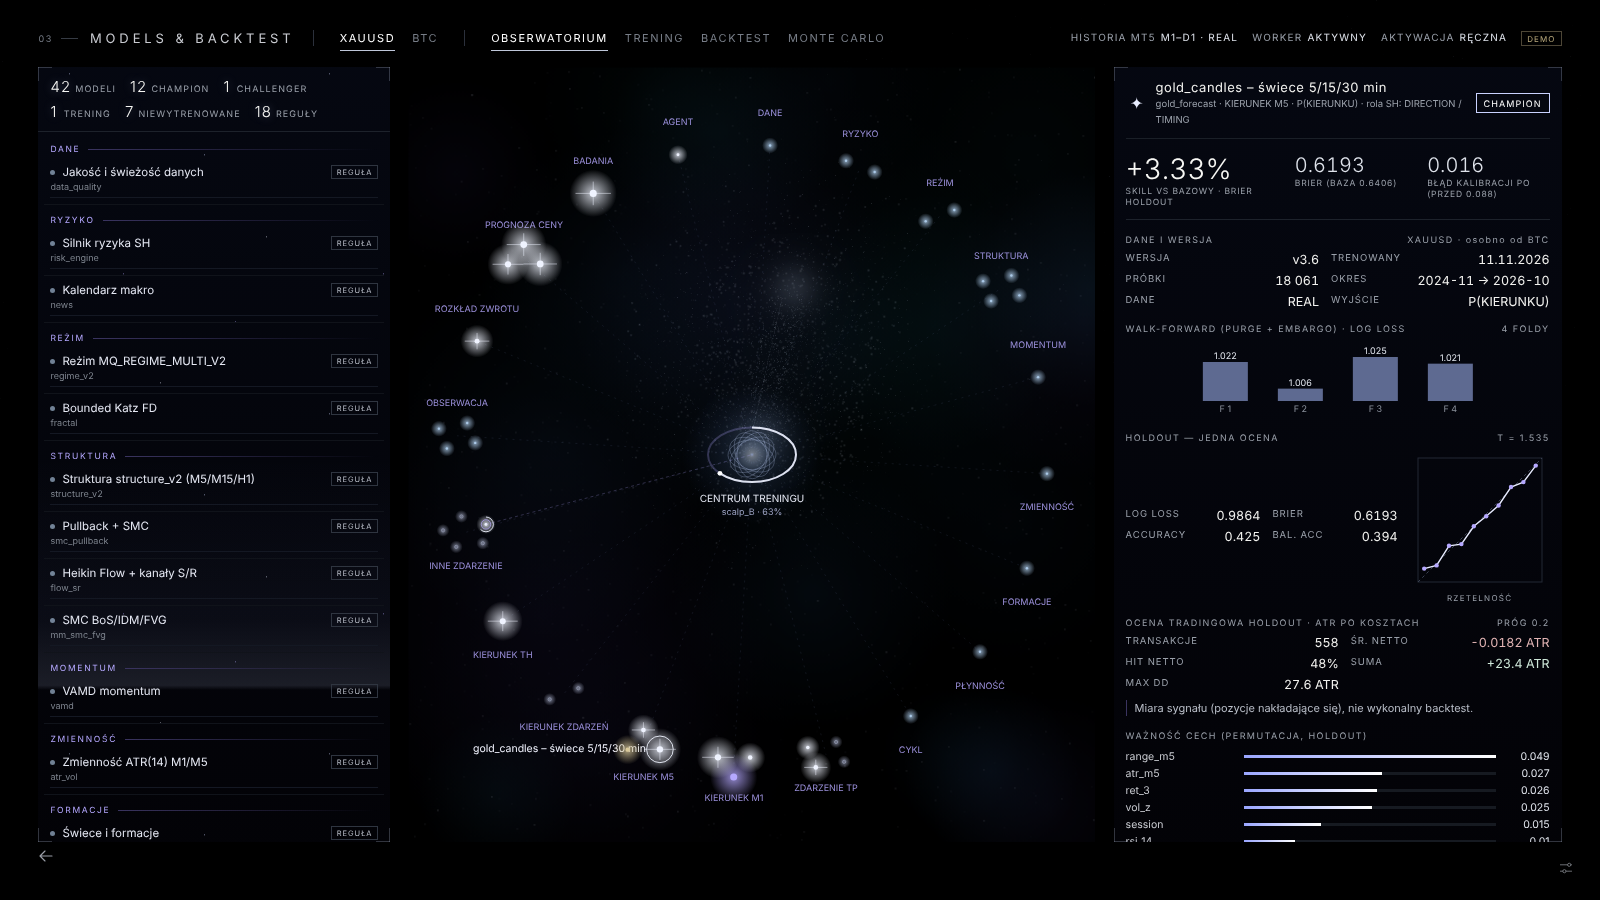 03 MODELS & BACKTEST XAUUSD BTC OBSERWATORIUM TRENING BACKTEST MONTE CARLO HISTORIA MT5 M1–D1 · REAL WORKER AKTYWNY AKTYWACJA RĘCZNA DEMO
42 MODELI 12 CHAMPION 1 CHALLENGER
1 TRENING 7 NIEWYTRENOWANE 18 REGUŁY
DANE
Jakość i świeżość danych REGUŁA
data_quality
RYZYKO
Silnik ryzyka SH REGUŁA
risk_engine
Kalendarz makro REGUŁA
news
REŻIM
Reżim MQ_REGIME_MULTI_V2 REGUŁA
regime_v2
Bounded Katz FD REGUŁA
fractal
STRUKTURA
Struktura structure_v2 (M5/M15/H1) REGUŁA
structure_v2
Pullback + SMC REGUŁA
smc_pullback
Heikin Flow + kanały S/R REGUŁA
flow_sr
SMC BoS/IDM/FVG REGUŁA
mm_smc_fvg
MOMENTUM
VAMD momentum REGUŁA
vamd
ZMIENNOŚĆ
Zmienność ATR(14) M1/M5 REGUŁA
atr_vol
FORMACJE
Świece i formacje REGUŁA
DANE
AGENT
RYZYKO
BADANIA
REŻIM
PROGNOZA CENY
STRUKTURA
ROZKŁAD ZWROTU
MOMENTUM
OBSERWACJA
CENTRUM TRENINGU
scalp_B · 63%
ZMIENNOŚĆ
INNE ZDARZENIE
FORMACJE
KIERUNEK TH
PŁYNNOŚĆ
KIERUNEK ZDARZEŃ
gold_candles – świece 5/15/30 min
CYKL
KIERUNEK M5
ZDARZENIE TP
KIERUNEK M1
gold_candles – świece 5/15/30 min
gold_forecast · KIERUNEK M5 · P(KIERUNKU) · rola SH: DIRECTION /
TIMING
CHAMPION
+3.33% 0.6193 0.016
SKILL VS BAZOWY · BRIER
HOLDOUT
BRIER (BAZA 0.6406)
BŁĄD KALIBRACJI PO
(PRZED 0.088)
DANE I WERSJA XAUUSD · osobno od BTC
WERSJA v3.6 TRENOWANY 11.11.2026
PRÓBKI 18 061 OKRES 2024-11 → 2026-10
DANE REAL WYJŚCIE P(KIERUNKU)
WALK-FORWARD (PURGE + EMBARGO) · LOG LOSS 4 FOLDY
1.022 1.006 1.025 1.021
F1 F2 F3 F4
HOLDOUT — JEDNA OCENA T = 1.535
LOG LOSS 0.9864 BRIER 0.6193
ACCURACY 0.425 BAL. ACC 0.394
RZETELNOŚĆ
OCENA TRADINGOWA HOLDOUT · ATR PO KOSZTACH PRÓG 0.2
TRANSAKCJE 558 ŚR. NETTO -0.0182 ATR
HIT NETTO 48% SUMA +23.4 ATR
MAX DD 27.6 ATR
Miara sygnału (pozycje nakładające się), nie wykonalny backtest.
WAŻNOŚĆ CECH (PERMUTACJA, HOLDOUT)
range_m5 0.049
atr_m5 0.027
ret_3 0.026
vol_z 0.025
session 0.015
rsi_14 0.01